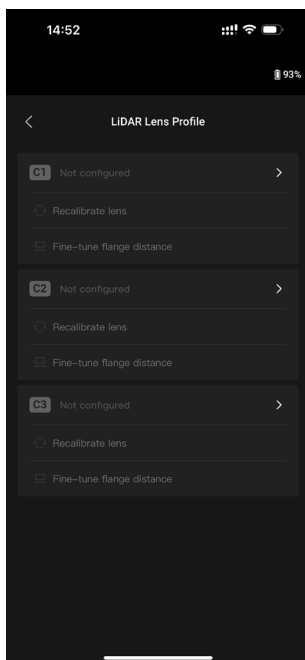 14:52
93%
LiDAR Lens Profile
C1 Not configured
Recalibrate lens
Fine-tune flange distance
C2 Not configured
Recalibrate lens
Fine-tune flange distance
C3 Not configured
Recalibrate lens
Fine-tune flange distance